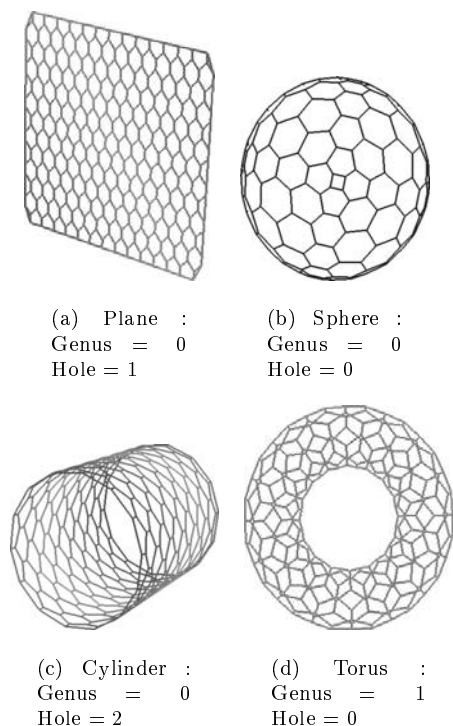 (a) Plane :
Genus = 0
Hole = 1
(b) Sphere :
Genus = 0
Hole = 0
(c) Cylinder :
Genus = 0
Hole = 2
(d) Torus :
Genus = 1
Hole = 0